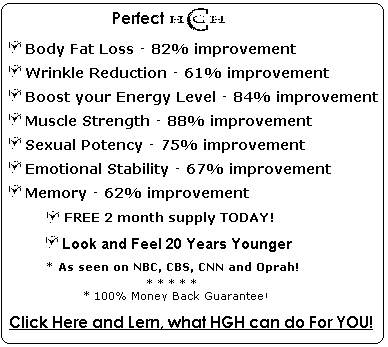 Perfect HGH
Body Fat Loss - 82% improvement
Wrinkle Reduction - 61% improvement
Boost your Energy Level - 84% improvement
Muscle Strength - 88% improvement
Sexual Potency - 75% improvement
Emotional Stability - 67% improvement
Memory - 62% improvement
FREE 2 month supply TODAY!
Look and Feel 20 Years Younger
* As seen on NBC, CBS, CNN and Oprah!
* * * * *
* 100% Money Back Guarantee!
Click Here and Lern, what HGH can do For YOU!